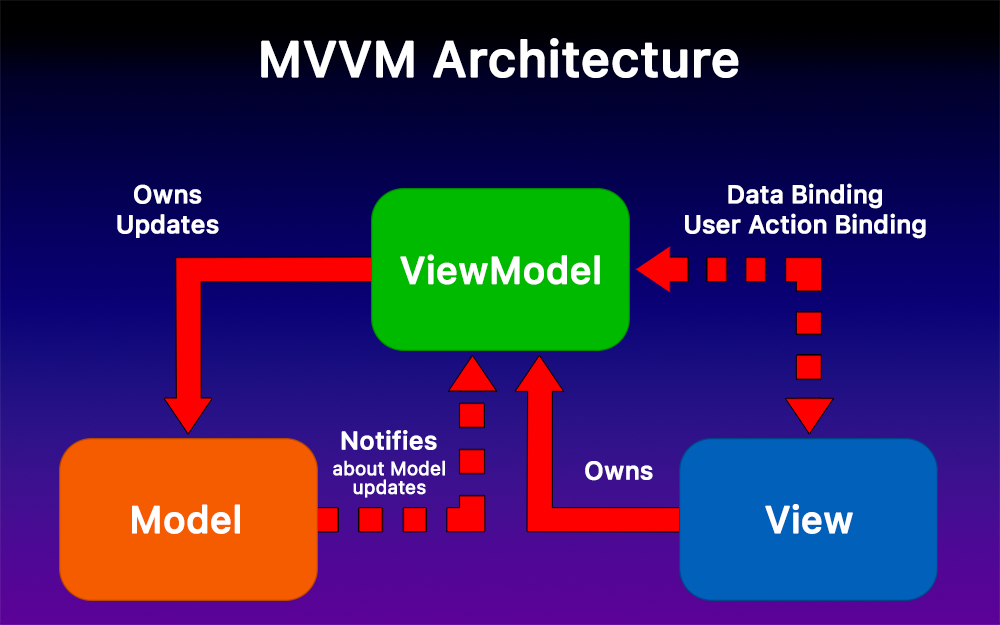 MVVM Architecture
Owns
Updates
Data Binding
User Action Binding
ViewModel
Notifies
about Model
updates
Owns
Model
View